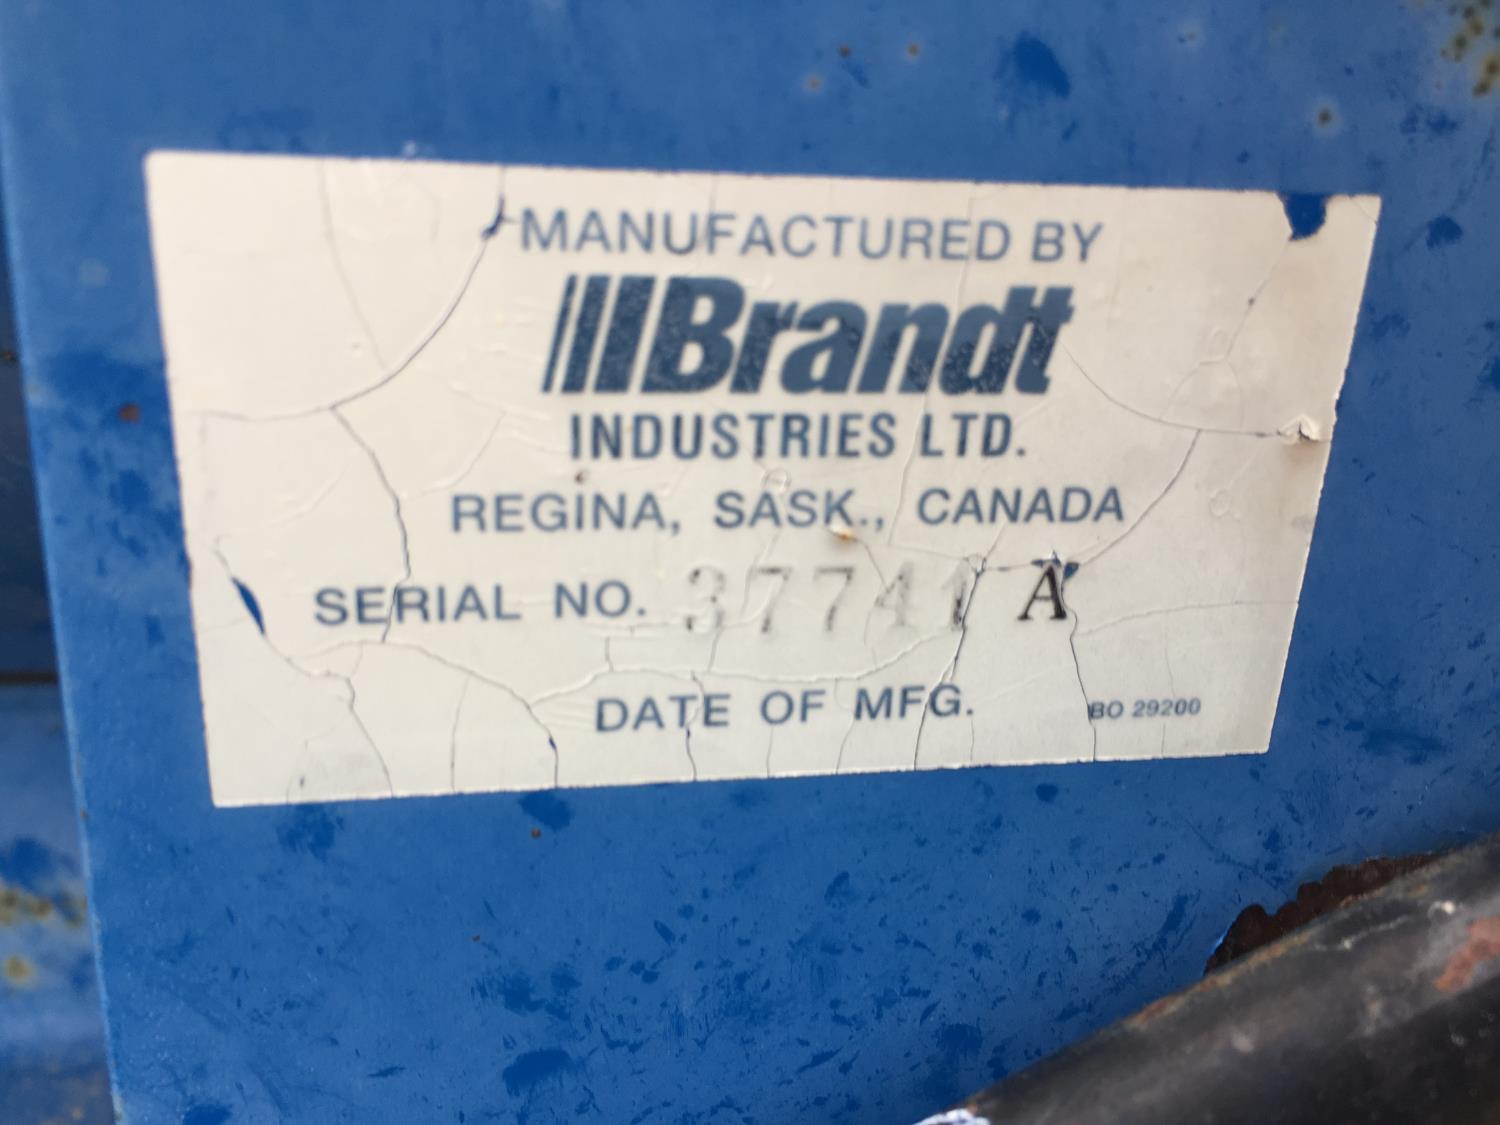 MANUFACTURED BY
Brandt
INDUSTRIES LTD.
REGINA, SASK., CANADA
SERIAL NO. 37741 A
DATE OF MFG.
BO 29200